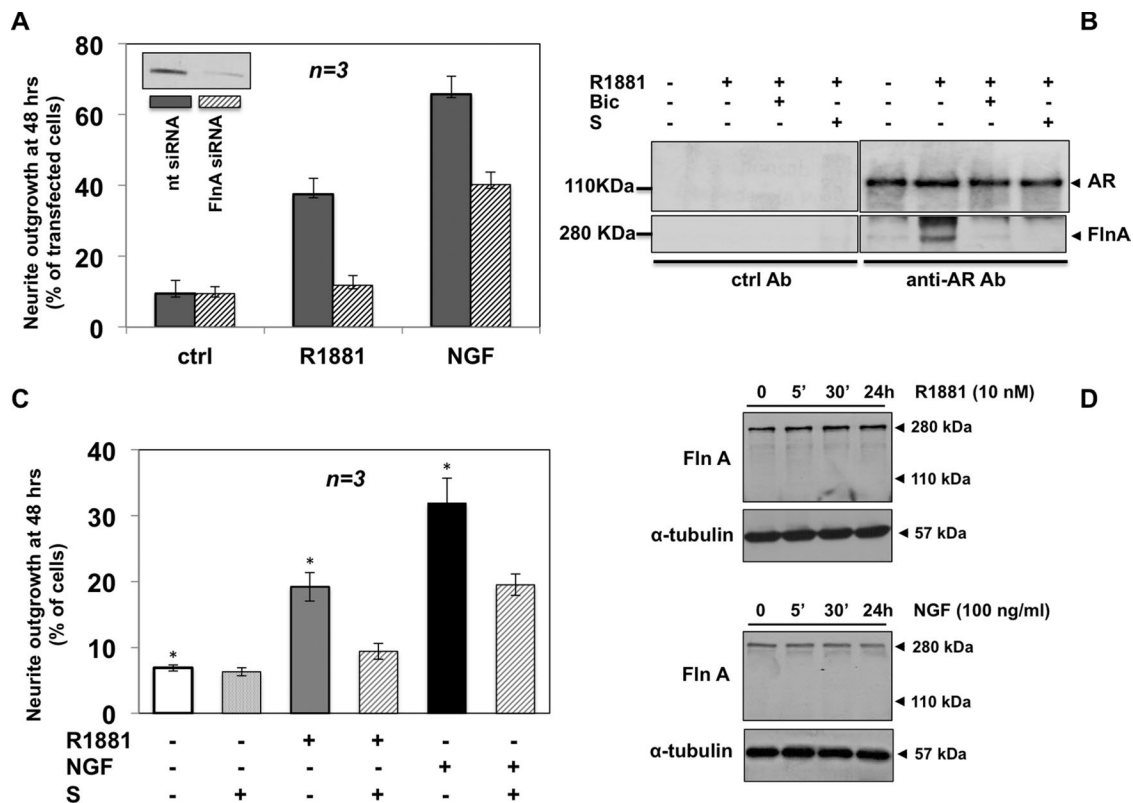 A
Neurite outgrowth at 48 hrs
(% of transfected cells)
80
60
40
20
0
n=3
nt siRNA
FlnA siRNA
ctrl
R1881
NGF
B
R1881 - + + + - + + +
Bic - - + - - - + -
S - - - + - - - +
110KDa
280 KDa
AR
FlnA
ctrl Ab
anti-AR Ab
C
Neurite outgrowth at 48 hrs
(% of cells)
40
30
20
10
0
n=3
* * *
R1881 - - + + - -
NGF - - - - + +
S - + - + - +
D
0 5’ 30’ 24h R1881 (10 nM)
Fln A
280 kDa
110 kDa
α-tubulin
57 kDa
0 5’ 30’ 24h NGF (100 ng/ml)
Fln A
280 kDa
110 kDa
α-tubulin
57 kDa